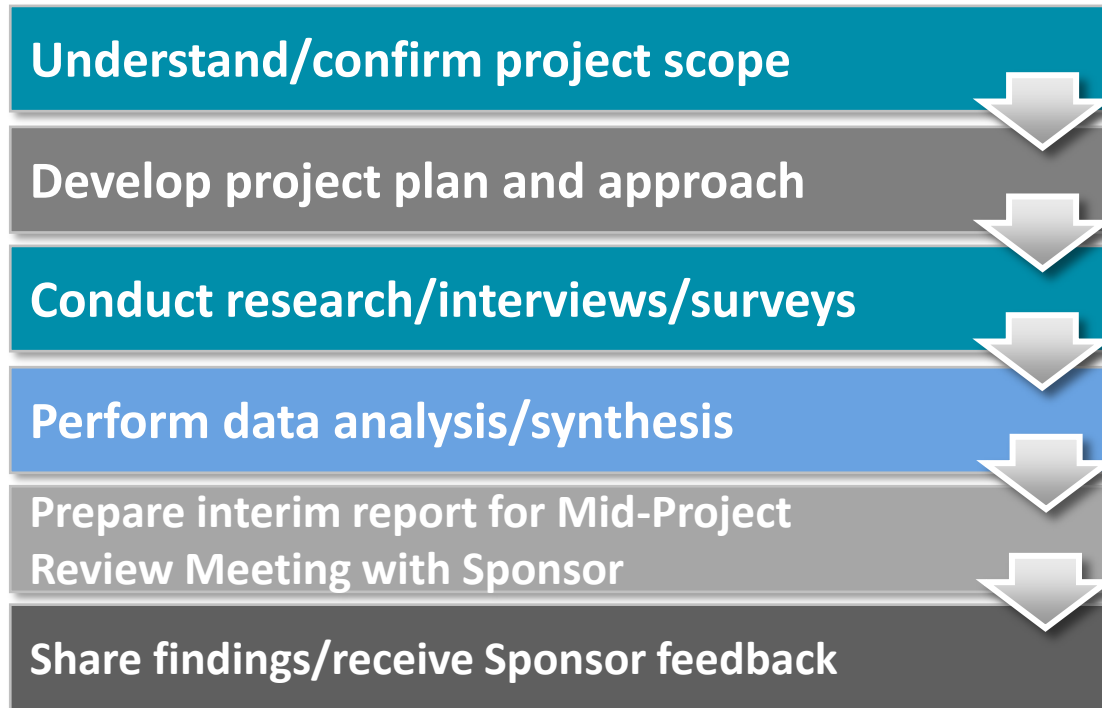 Understand/confirm project scope
Develop project plan and approach
Conduct research/interviews/surveys
Perform data analysis/synthesis
Prepare interim report for Mid-Project
Review Meeting with Sponsor
Share findings/receive Sponsor feedback